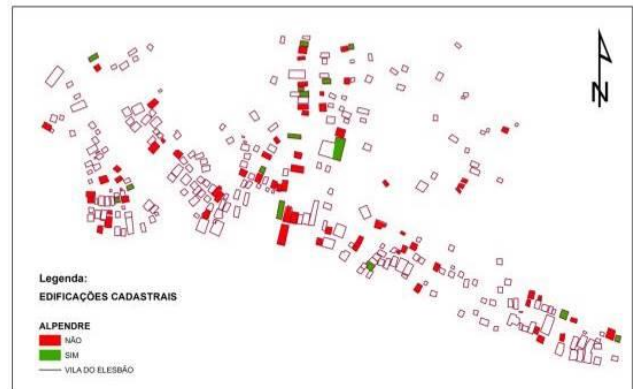 N
Legenda:
EDIFICAÇÕES CADASTRAIS
ALPENDRE
NÃO
SIM
VILA DO ELESBÃO